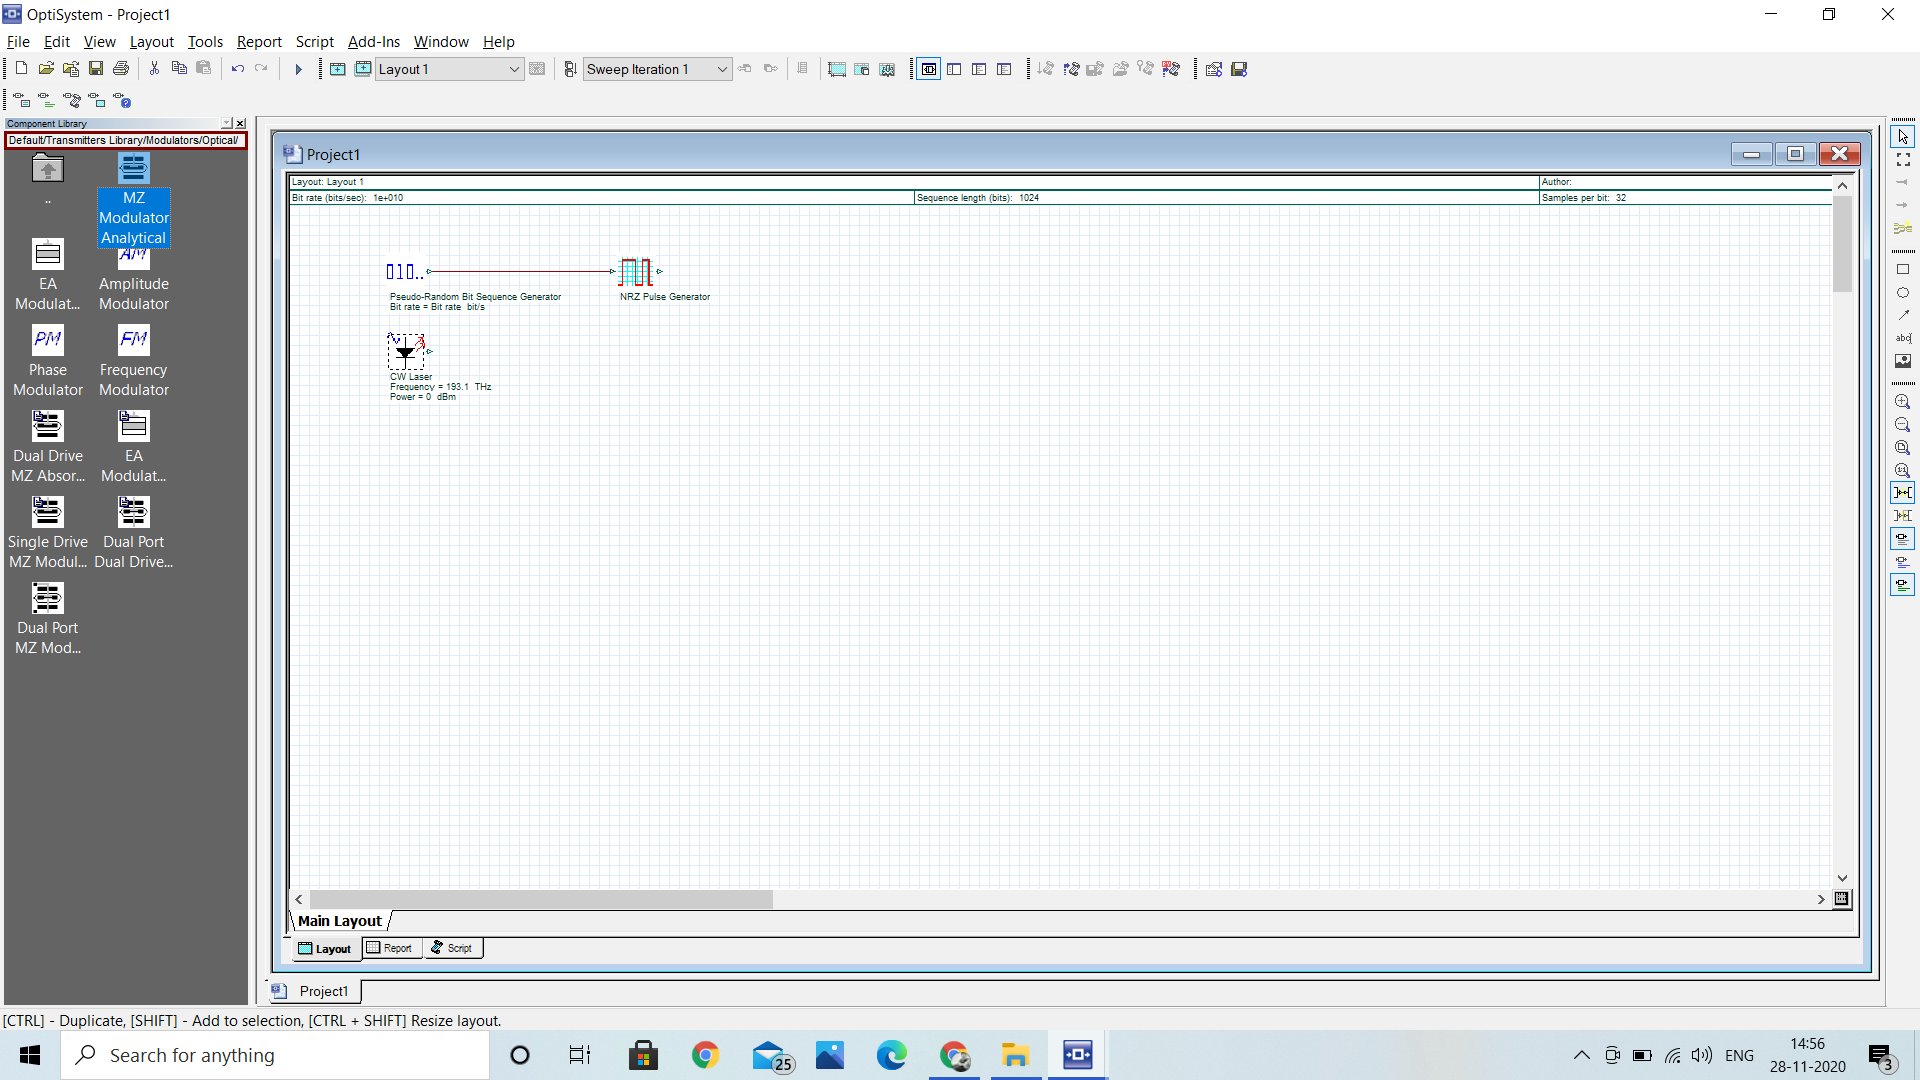 OptiSystem - Project1
File Edit View Layout Tools Report Script Add-Ins Window Help
Layout 1
Sweep Iteration 1
Component Library
Default/Transmitters Library/Modulators/Optical/
..
MZ
Modulator
Analytical
EA
Modulat...
AM
Amplitude
Modulator
PM
Phase
Modulator
FM
Frequency
Modulator
Dual Drive
MZ Absor...
EA
Modulat...
Single Drive
MZ Modul...
Dual Port
Dual Drive...
Dual Port
MZ Mod...
Project1
Layout: Layout 1
Author:
Bit rate (bits/sec): 1e+010
Sequence length (bits): 1024
Samples per bit: 32
Pseudo-Random Bit Sequence Generator
Bit rate = Bit rate bit/s
NRZ Pulse Generator
CW Laser
Frequency = 193.1 THz
Power = 0 dBm
abc
Main Layout
Layout
Report
Script
Project1
[CTRL] - Duplicate, [SHIFT] - Add to selection, [CTRL + SHIFT] Resize layout.
Search for anything
25
ENG
14:56
28-11-2020
3